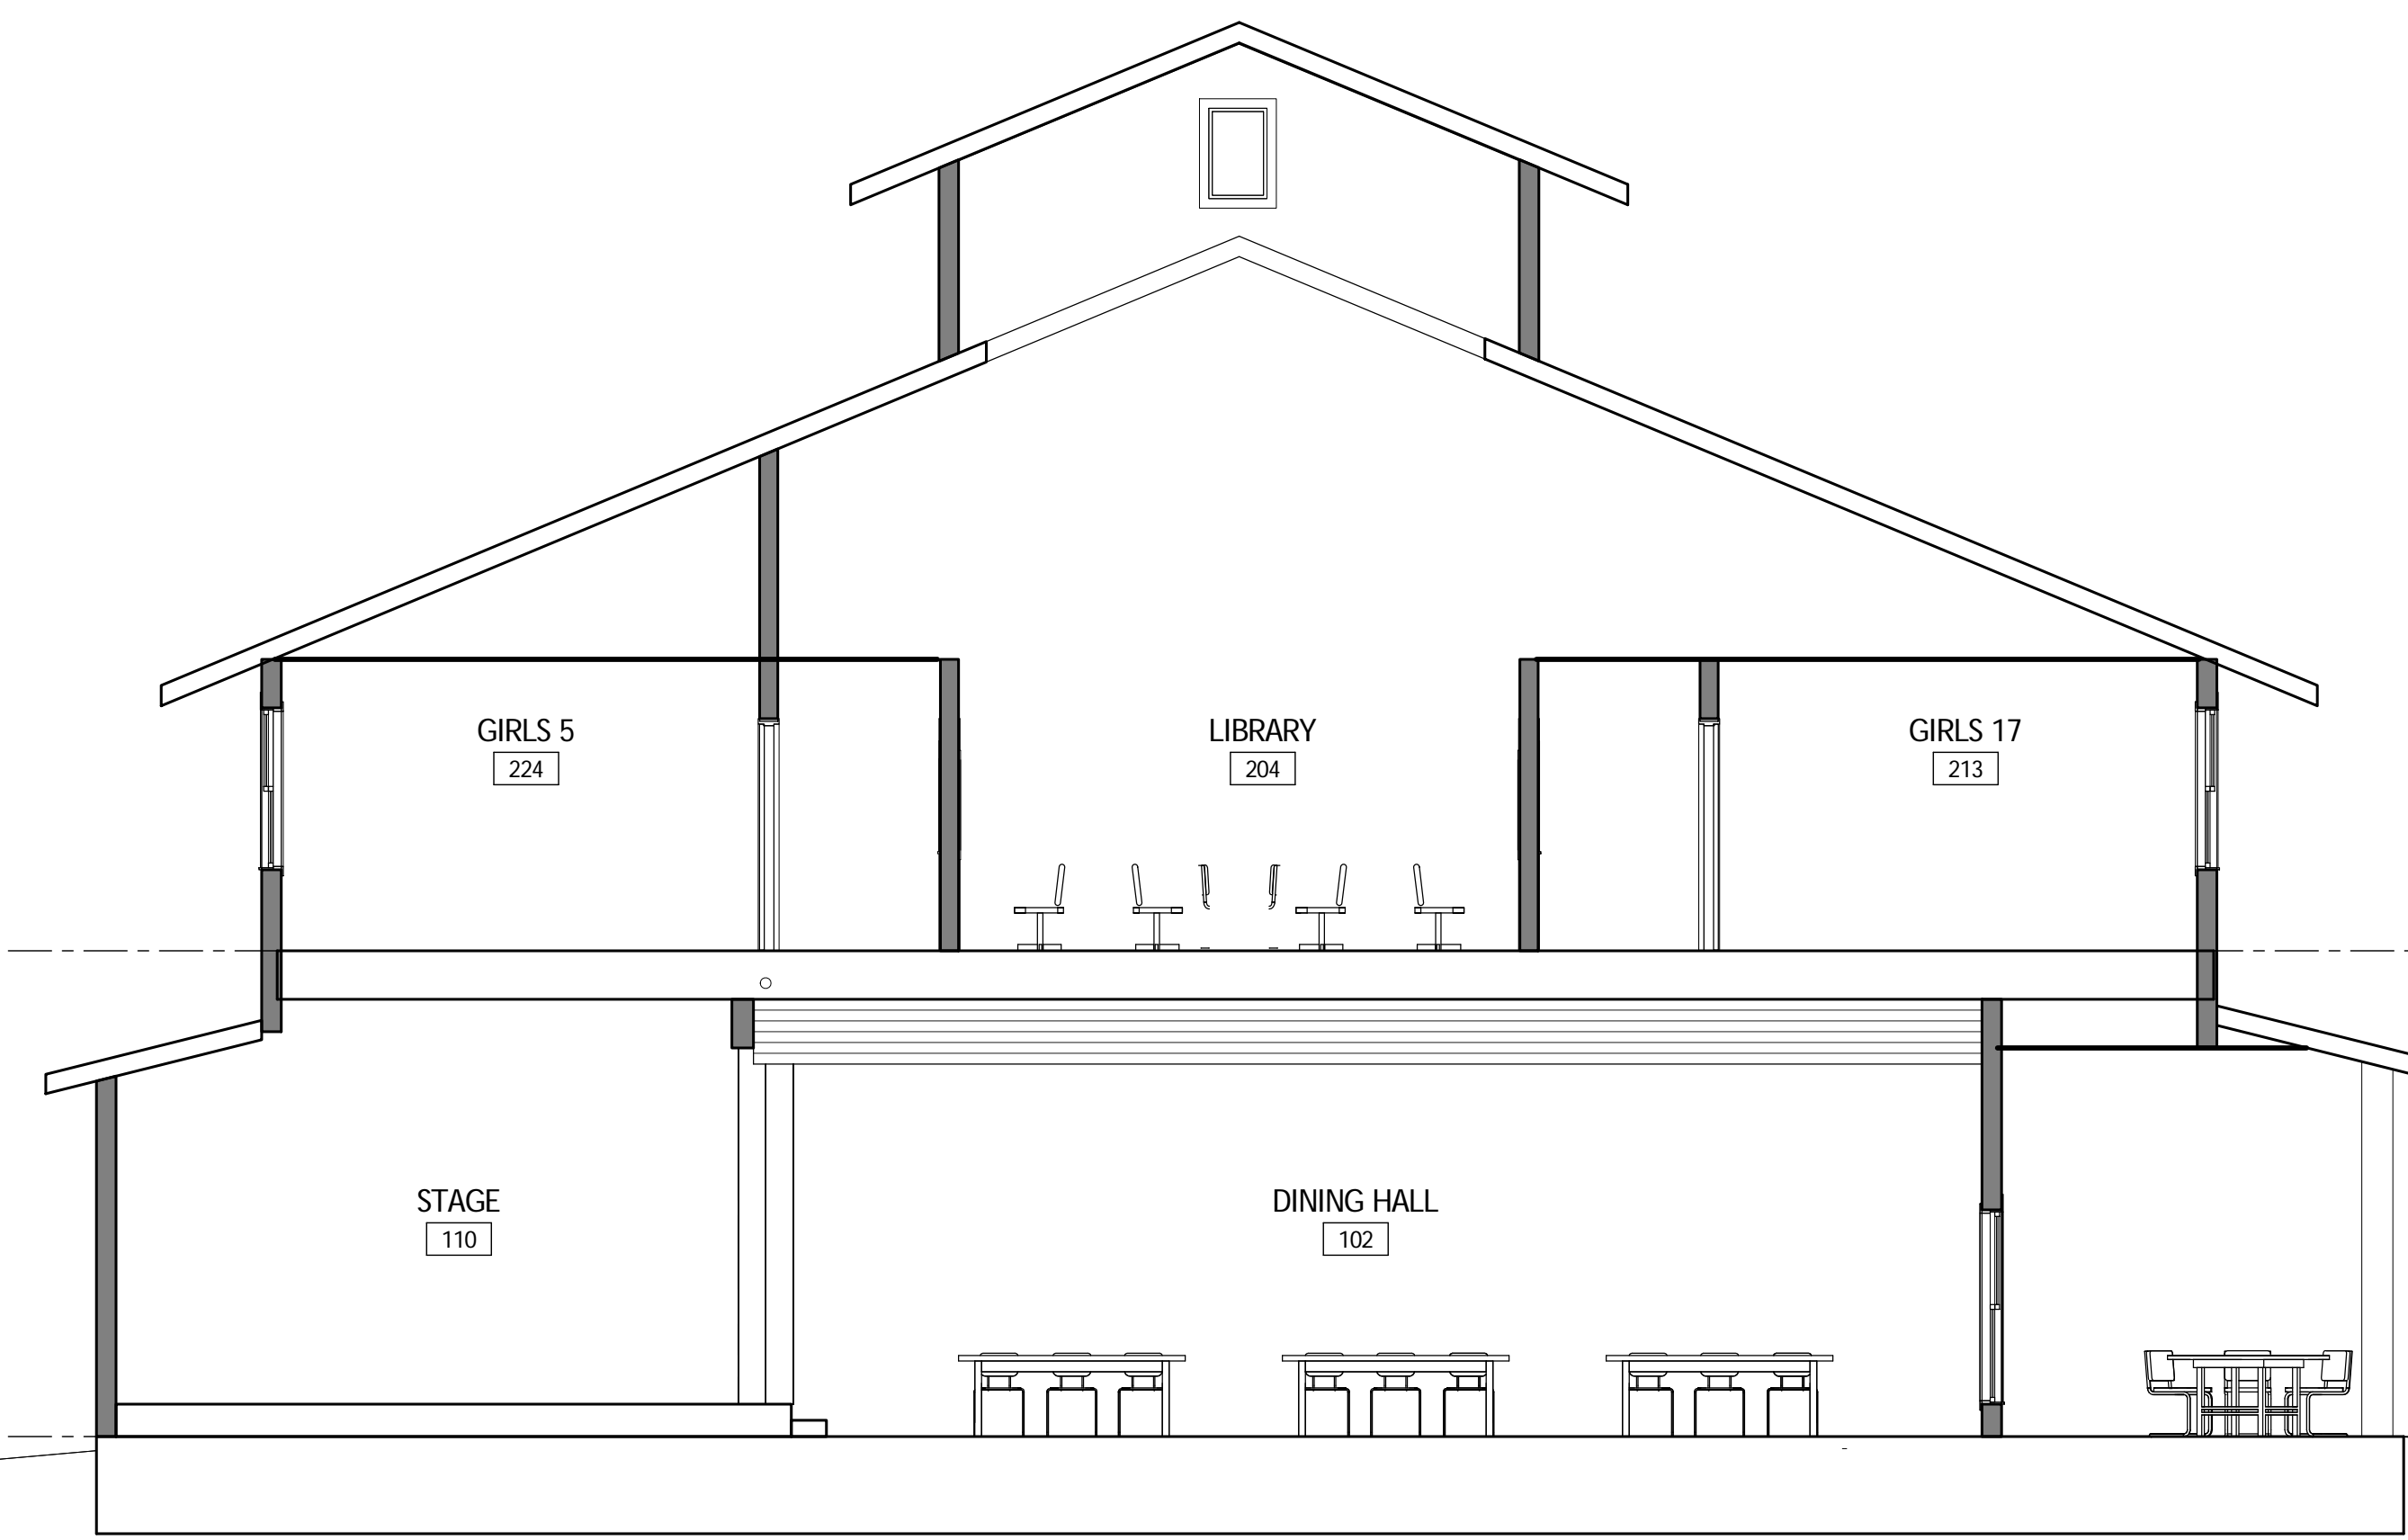 GIRLS 5
224
LIBRARY
204
GIRLS 17
213
STAGE
110
DINING HALL
102